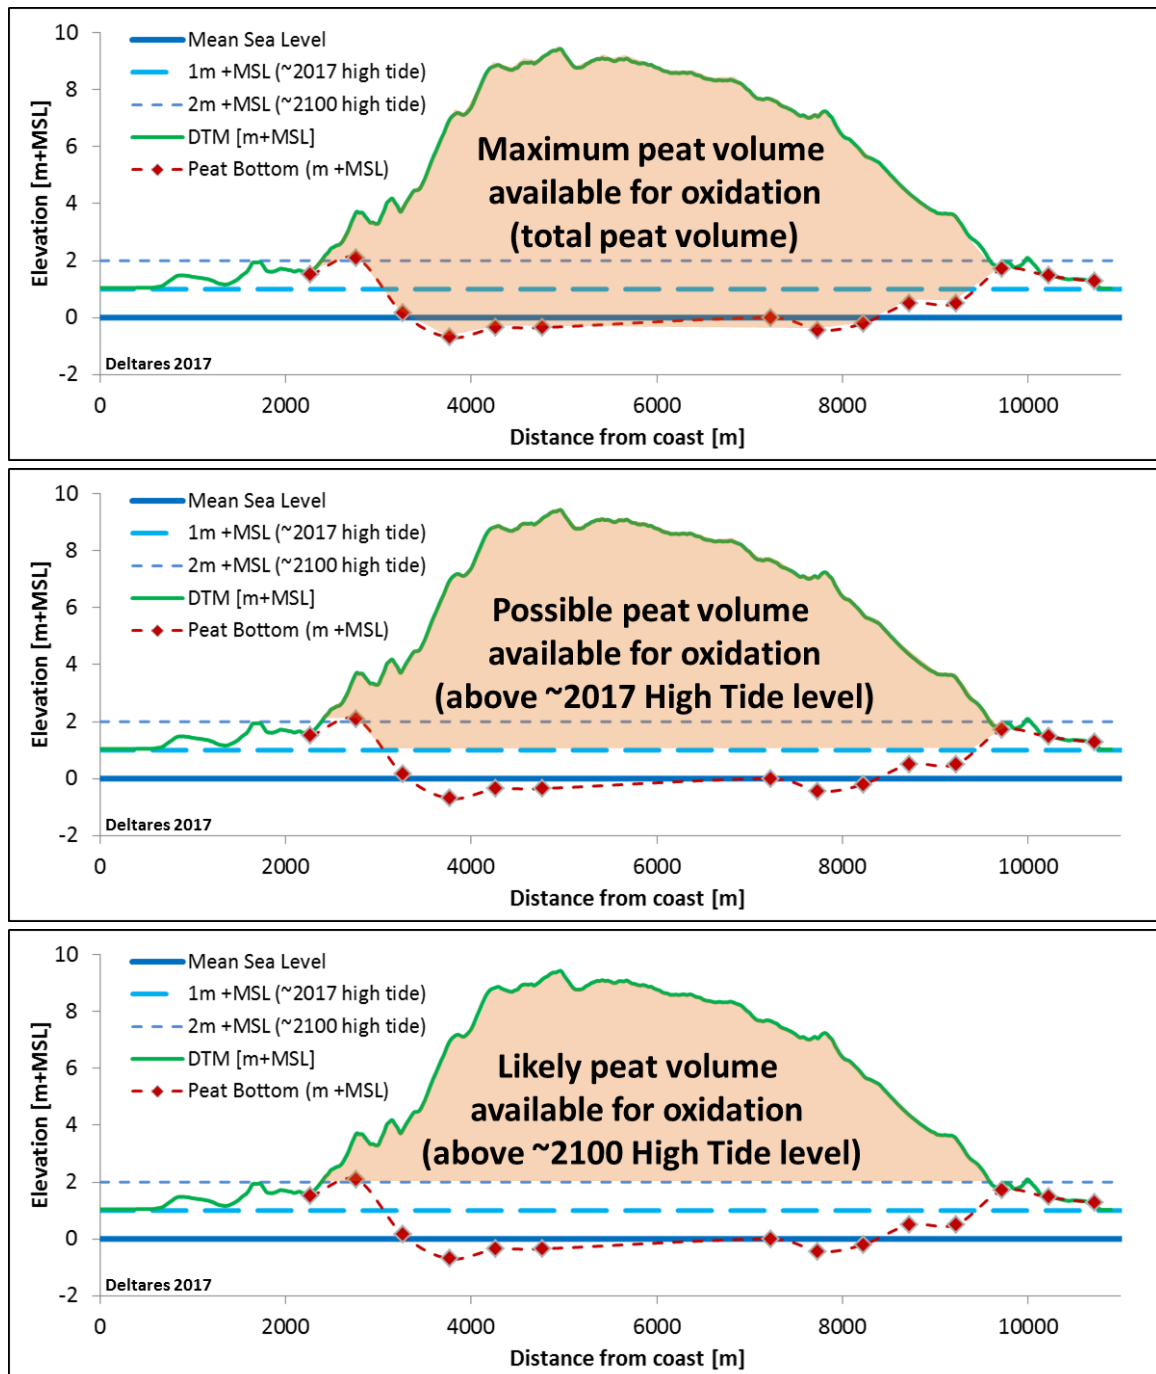 10
8
6
4
2
0
-2
Elevation [m+MSL]
Mean Sea Level
1m +MSL (~2017 high tide)
2m +MSL (~2100 high tide)
DTM [m+MSL]
Peat Bottom (m +MSL)
Maximum peat volume
available for oxidation
(total peat volume)
Deltares 2017
0 2000 4000 6000 8000 10000
Distance from coast [m]
10
8
6
4
2
0
-2
Elevation [m+MSL]
Mean Sea Level
1m +MSL (~2017 high tide)
2m +MSL (~2100 high tide)
DTM [m+MSL]
Peat Bottom (m +MSL)
Possible peat volume
available for oxidation
(above ~2017 High Tide level)
Deltares 2017
0 2000 4000 6000 8000 10000
Distance from coast [m]
10
8
6
4
2
0
-2
Elevation [m+MSL]
Mean Sea Level
1m +MSL (~2017 high tide)
2m +MSL (~2100 high tide)
DTM [m+MSL]
Peat Bottom (m +MSL)
Likely peat volume
available for oxidation
(above ~2100 High Tide level)
Deltares 2017
0 2000 4000 6000 8000 10000
Distance from coast [m]